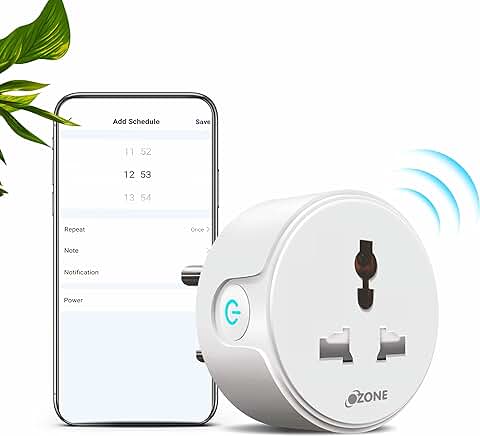 Add Schedule Save
11 52
12 53
13 54
Repeat Once
Note
Notification
Power
OZONE